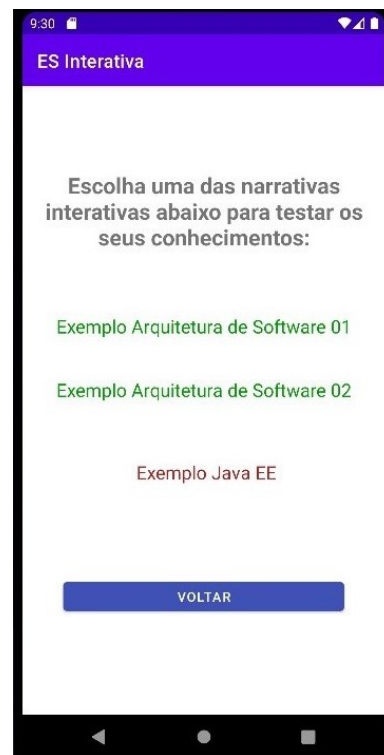 9:30
ES Interativa
Escolha uma das narrativas
interativas abaixo para testar os
seus conhecimentos:
Exemplo Arquitetura de Software 01
Exemplo Arquitetura de Software 02
Exemplo Java EE
VOLTAR